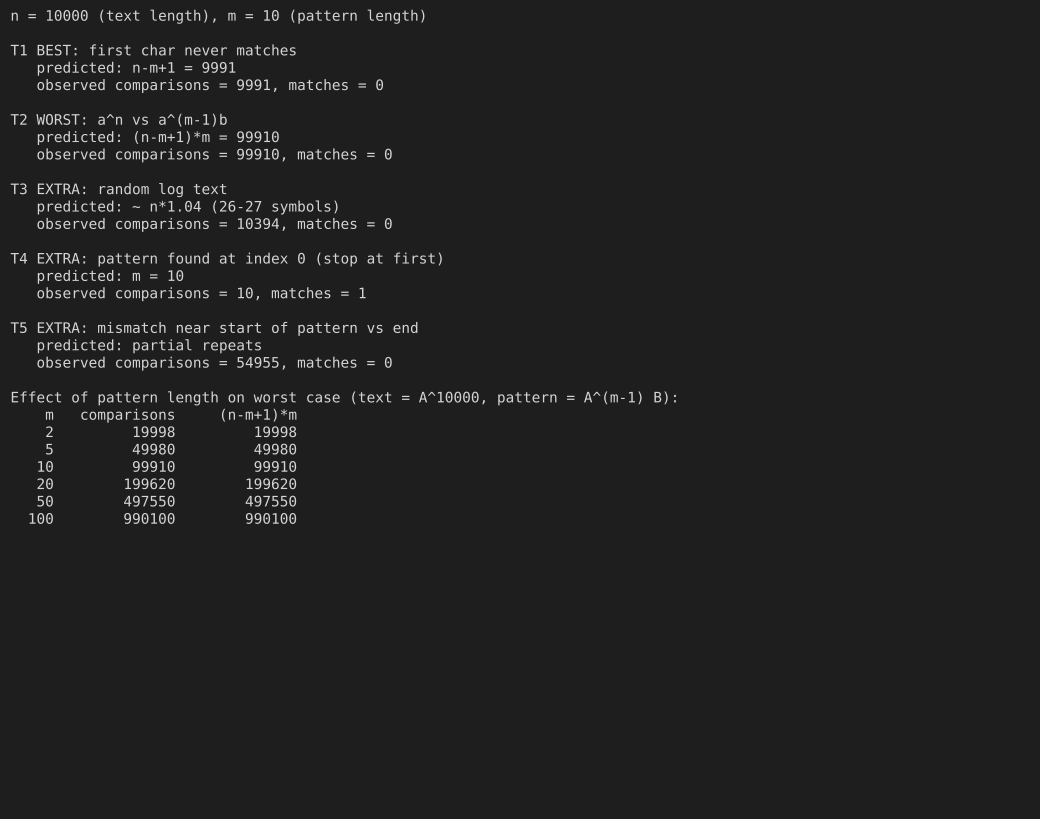 n = 10000 (text length), m = 10 (pattern length)
T1 BEST: first char never matches
predicted: n-m+1 = 9991
observed comparisons = 9991, matches = 0
T2 WORST: a^n vs a^(m-1)b
predicted: (n-m+1)*m = 99910
observed comparisons = 99910, matches = 0
T3 EXTRA: random log text
predicted: ~ n*1.04 (26-27 symbols)
observed comparisons = 10394, matches = 0
T4 EXTRA: pattern found at index 0 (stop at first)
predicted: m = 10
observed comparisons = 10, matches = 1
T5 EXTRA: mismatch near start of pattern vs end
predicted: partial repeats
observed comparisons = 54955, matches = 0
Effect of pattern length on worst case (text = A^10000, pattern = A^(m-1) B):
m comparisons (n-m+1)*m
2 19998 19998
5 49980 49980
10 99910 99910
20 199620 199620
50 497550 497550
100 990100 990100